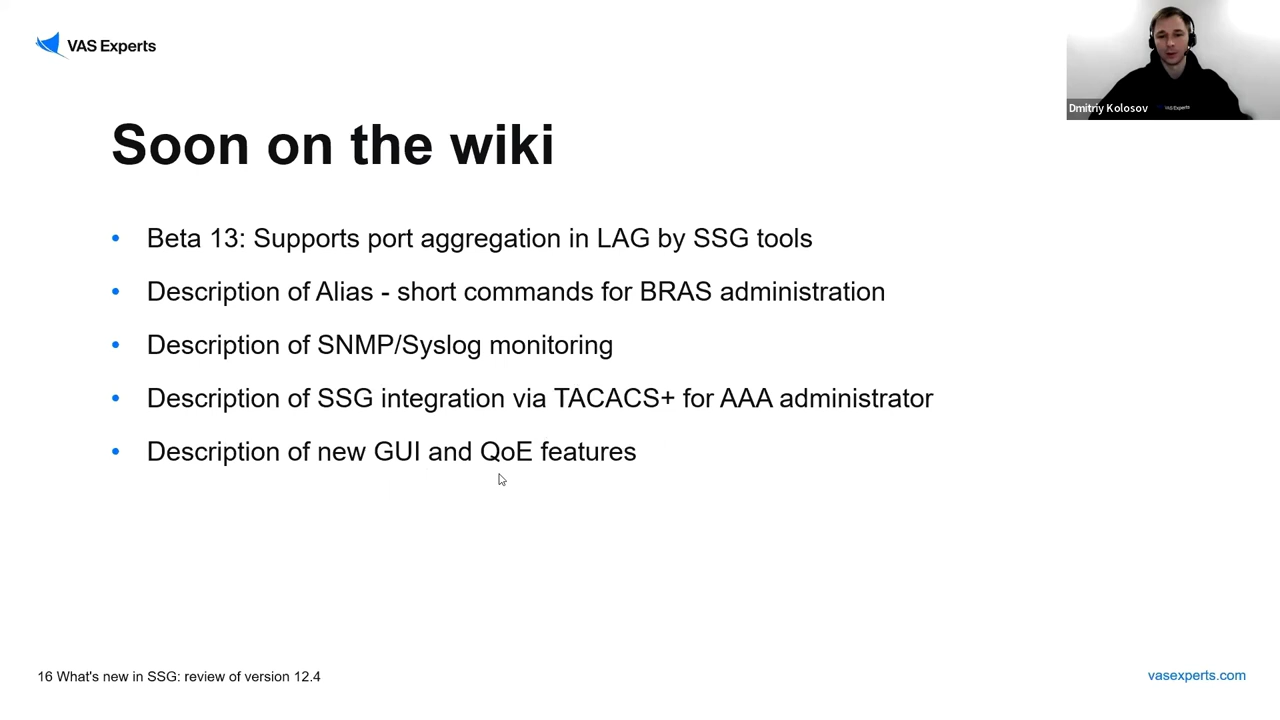 VAS Experts
Dmitriy Kolosov
VAS Experts
Soon on the wiki
Beta 13: Supports port aggregation in LAG by SSG tools
Description of Alias - short commands for BRAS administration
Description of SNMP/Syslog monitoring
Description of SSG integration via TACACS+ for AAA administrator
Description of new GUI and QoE features
16 What's new in SSG: review of version 12.4
vasexperts.com